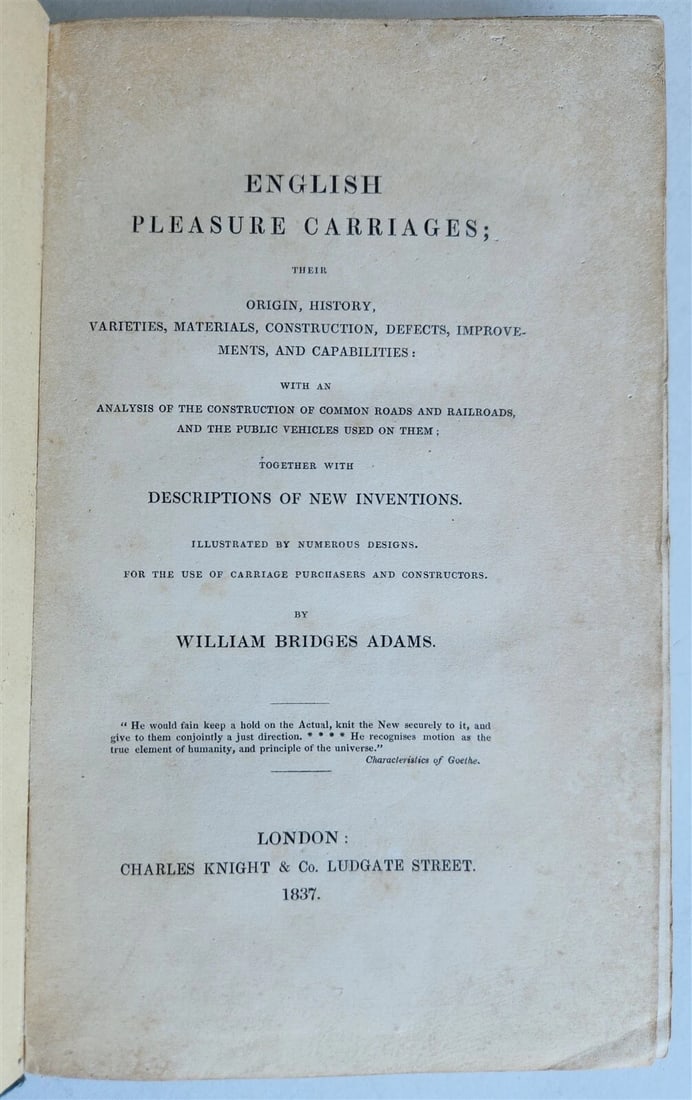 ENGLISH
PLEASURE CARRIAGES;
THEIR
ORIGIN, HISTORY,
VARIETIES, MATERIALS, CONSTRUCTION, DEFECTS, IMPROVE-
MENTS, AND CAPABILITIES:
WITH AN
ANALYSIS OF THE CONSTRUCTION OF COMMON ROADS AND RAILROADS,
AND THE PUBLIC VEHICLES USED ON THEM;
TOGETHER WITH
DESCRIPTIONS OF NEW INVENTIONS.
ILLUSTRATED BY NUMEROUS DESIGNS.
FOR THE USE OF CARRIAGE PURCHASERS AND CONSTRUCTORS.
BY
WILLIAM BRIDGES ADAMS.
"He would fain keep a hold on the Actual, knit the New securely to it, and
give to them conjointly a just direction. * * * * He recognises motion as the
true element of humanity, and principle of the universe."
Characteristics of Goethe.
LONDON:
CHARLES KNIGHT & Co. LUDGATE STREET.
1837.